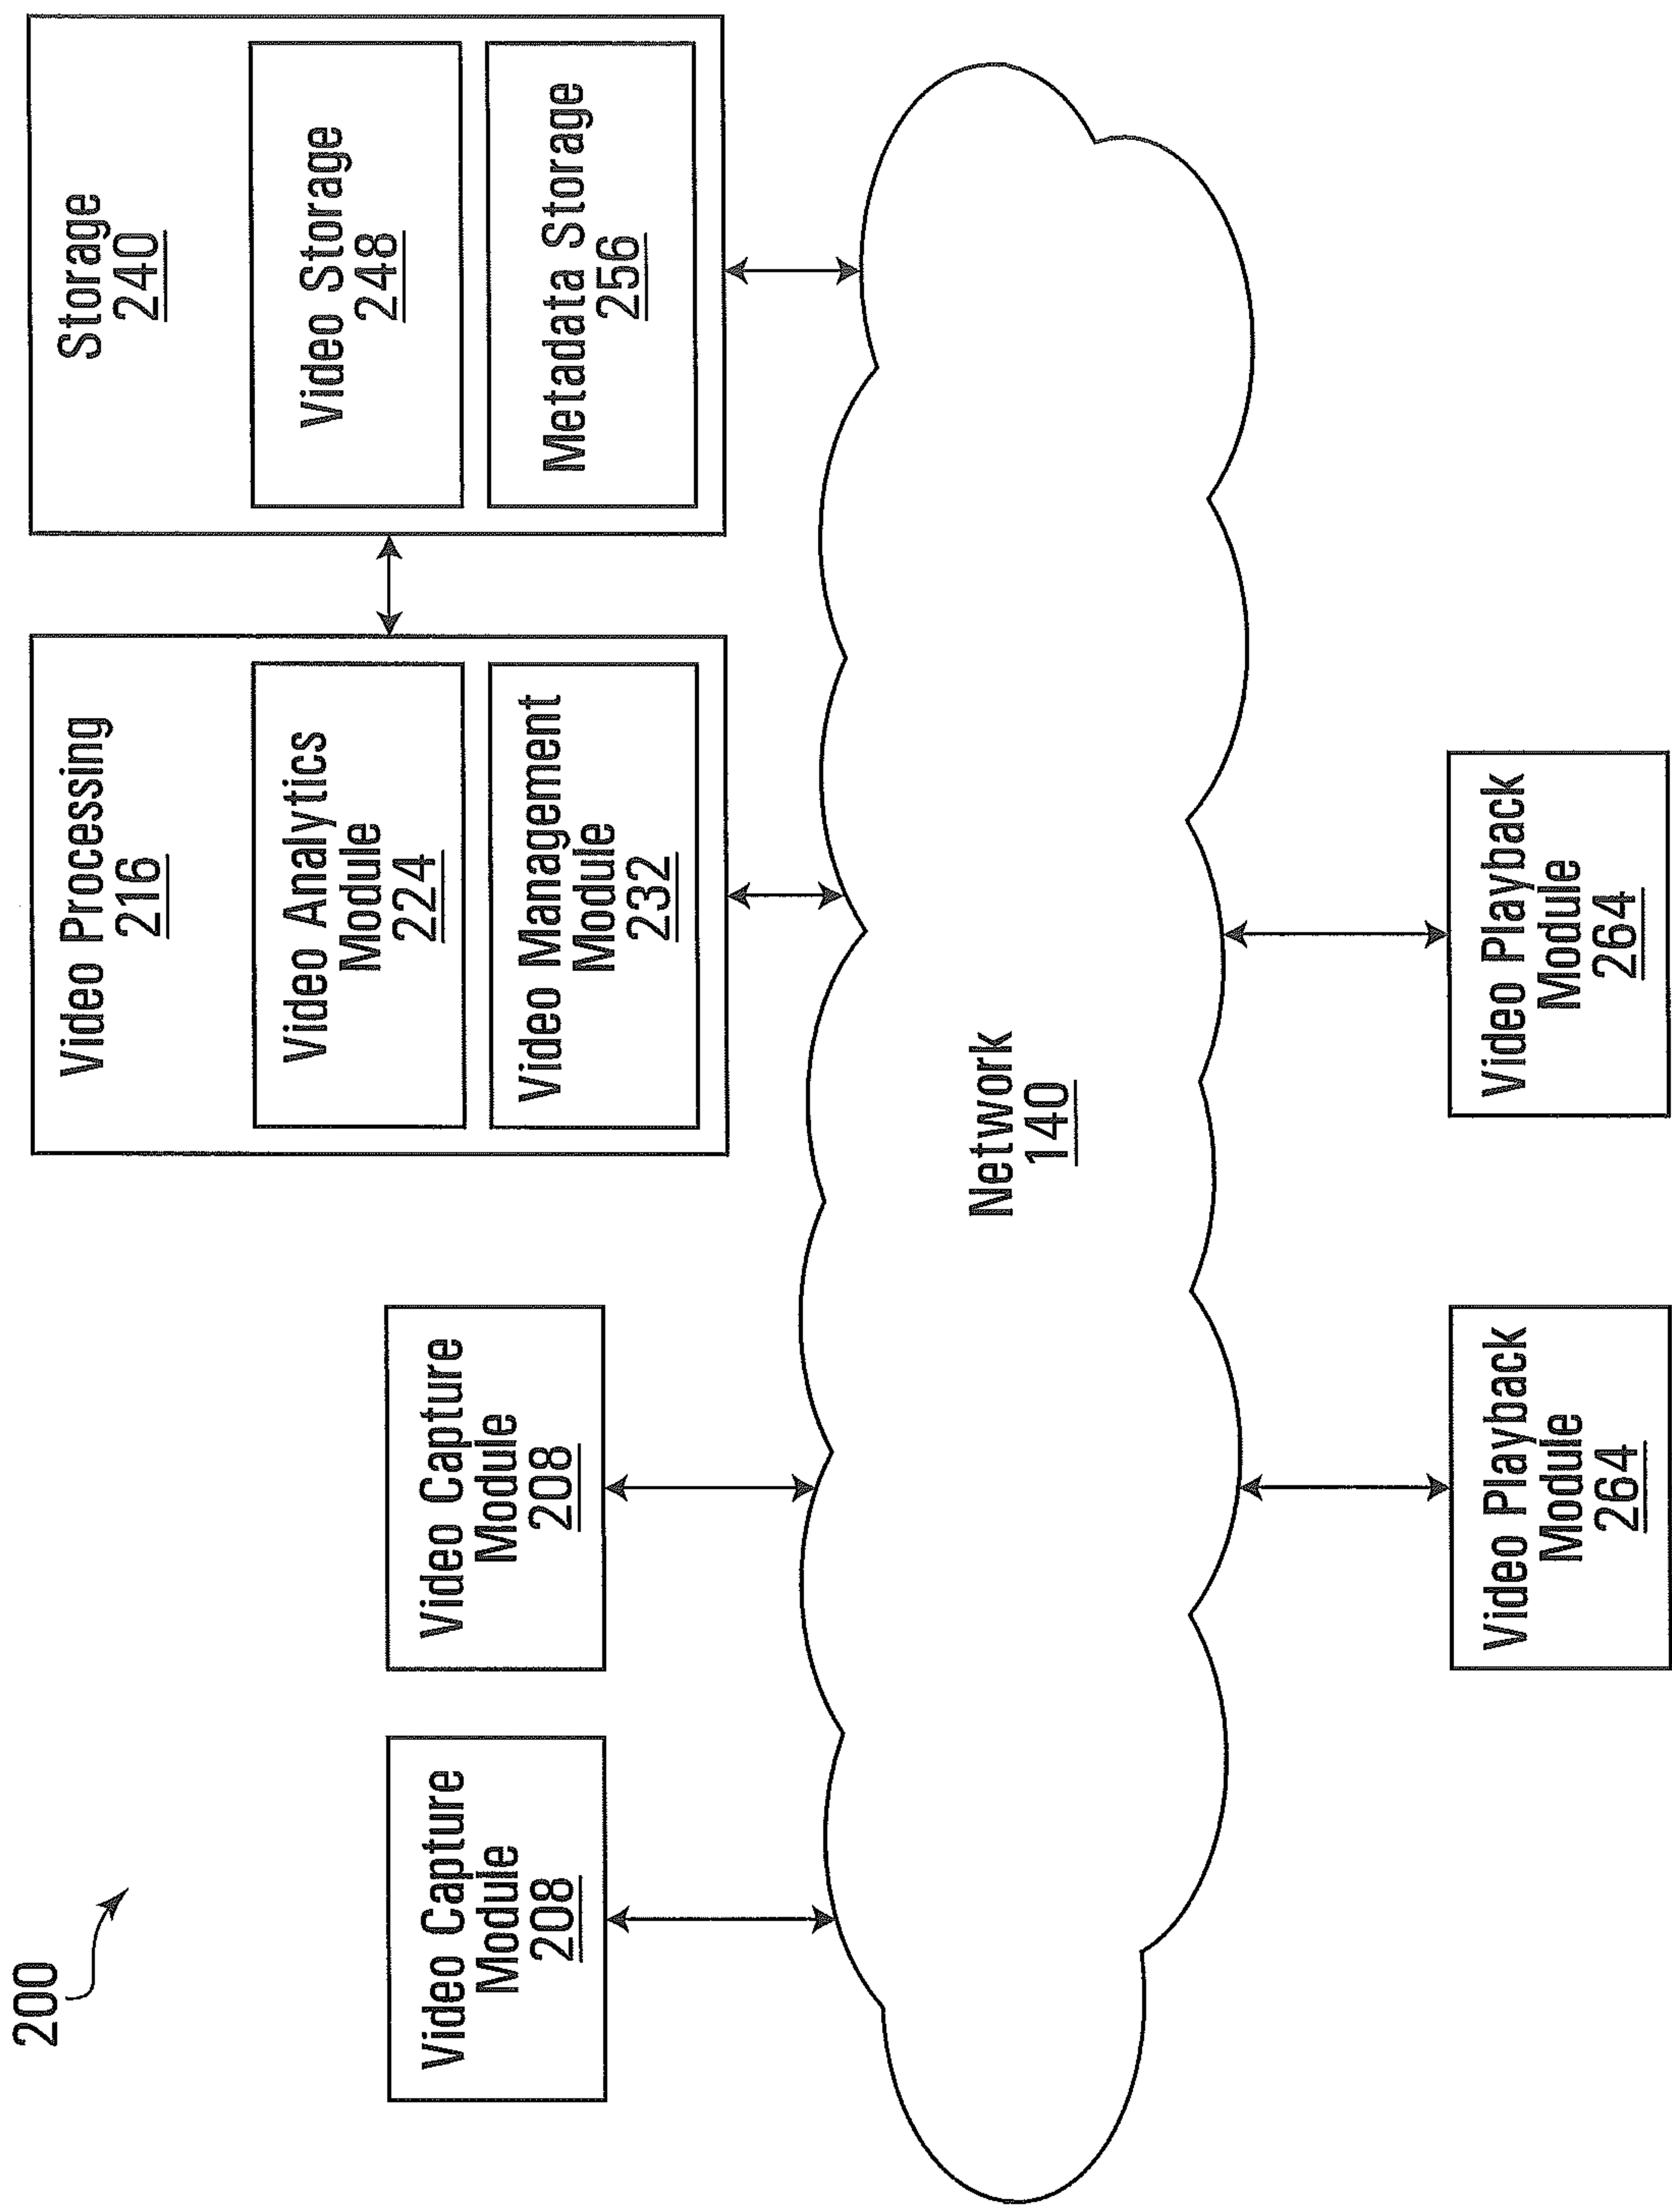 200
Video Capture
Module
208
Video Capture
Module
208
Video Processing
216
Video Analytics
Module
224
Video Management
Module
232
Storage
240
Video Storage
248
Metadata Storage
256
Network
140
Video Playback
Module
264
Video Playback
Module
264